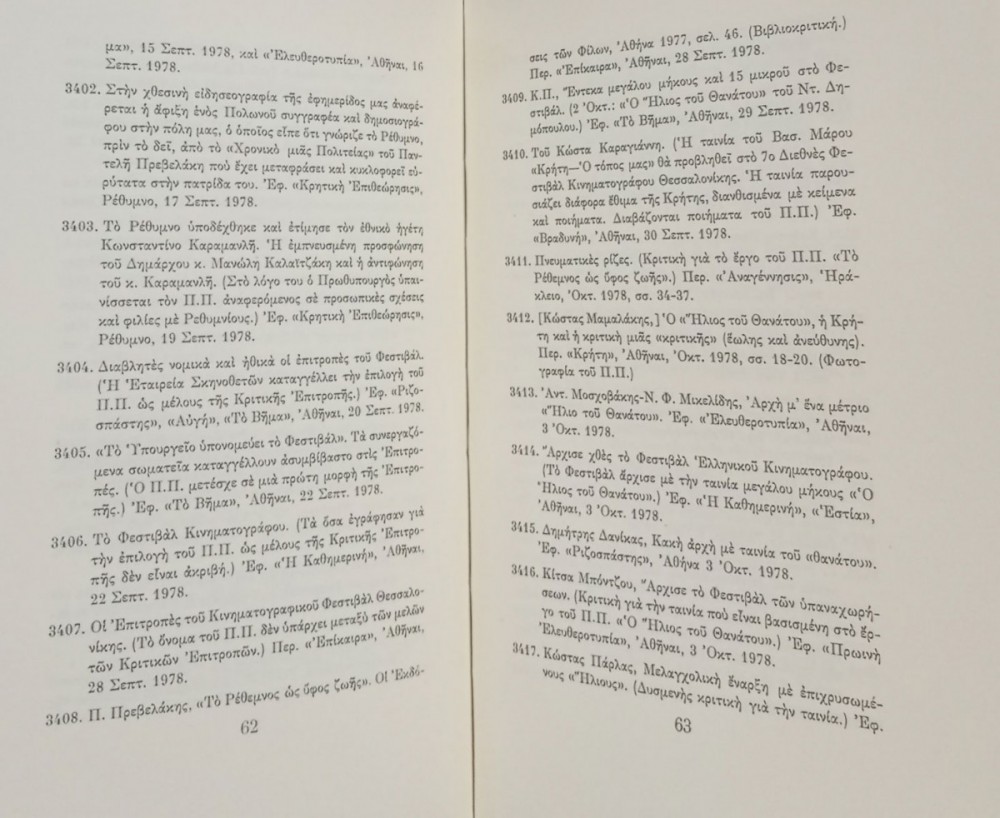 μα», 15 Σεπτ. 1978, καὶ «Ἐλευθεροτυπία», Ἀθῆναι, 16
Σεπτ. 1978.
3402. Στὴν χθεσινὴ εἰδησεογραφία τῆς ἐφημερίδος μας ἀναφέ-
ρεται ἡ ἄφιξη ἑνὸς Πολωνοῦ συγγραφέα καὶ δημοσιογρά-
φου στὴν πόλη μας, ὁ ὁποῖος εἶπε ὅτι γνώριζε τὸ Ρέθυμνο,
πρὶν τὸ δεῖ, ἀπὸ τὸ «Χρονικὸ μιᾶς Πολιτείας» τοῦ Παν-
τελῆ Πρεβελάκη ποὺ ἔχει μεταφράσει καὶ κυκλοφορεῖ εὐ-
ρύτατα στὴν πατρίδα του. Ἐφ. «Κρητικὴ Ἐπιθεώρησις»,
Ρέθυμνο, 17 Σεπτ. 1978.
3403. Τὸ Ρέθυμνο ὑποδέχθηκε καὶ ἐτίμησε τὸν ἐθνικὸ ἡγέτη
Κωνσταντίνο Καραμανλῆ. Ἡ ἐμπνευσμένη προσφώνηση
τοῦ Δημάρχου κ. Μανώλη Καλαϊτζάκη καὶ ἡ ἀντιφώνηση
τοῦ κ. Καραμανλῆ. (Στὸ λόγο του ὁ Πρωθυπουργὸς ὑπαι-
νίσσεται τὸν Π.Π. ἀναφερόμενος σὲ προσωπικὲς σχέσεις
καὶ φιλίες μὲ Ρεθυμνίους.) Ἐφ. «Κρητικὴ Ἐπιθεώρησις»,
Ρέθυμνο, 19 Σεπτ. 1978.
3404. Διαβλητὲς νομικὰ καὶ ἠθικὰ οἱ ἐπιτροπὲς τοῦ Φεστιβάλ.
(Ἡ Ἑταιρεία Σκηνοθετῶν καταγγέλλει τὴν ἐπιλογὴ τοῦ
Π.Π. ὡς μέλους τῆς Κριτικῆς Ἐπιτροπῆς.) Ἐφ. «Ριζο-
σπάστης», «Αὐγή», «Τὸ Βῆμα», Ἀθῆναι, 20 Σεπτ. 1978.
3405. «Τὸ Ὑπουργεῖο ὑπονομεύει τὸ Φεστιβάλ». Τὰ συνεργαζό-
μενα σωματεῖα καταγγέλλουν ἀσυμβίβαστο στὶς Ἐπιτρο-
πές. (Ὁ Π.Π. μετέσχε σὲ μιὰ πρώτη μορφὴ τῆς Ἐπιτρο-
πῆς.) Ἐφ. «Τὸ Βῆμα», Ἀθῆναι, 22 Σεπτ. 1978.
3406. Τὸ Φεστιβὰλ Κινηματογράφου. (Τὰ ὅσα ἐγράφησαν γιὰ
τὴν ἐπιλογὴ τοῦ Π.Π. ὡς μέλους τῆς Κριτικῆς Ἐπιτρο-
πῆς δὲν εἶναι ἀκριβῆ.) Ἐφ. «Ἡ Καθημερινή», Ἀθῆναι,
22 Σεπτ. 1978.
3407. Οἱ Ἐπιτροπὲς τοῦ Κινηματογραφικοῦ Φεστιβὰλ Θεσσαλο-
νίκης. (Τὸ ὄνομα τοῦ Π.Π. δὲν ὑπάρχει μεταξὺ τῶν μελῶν
τῶν Κριτικῶν Ἐπιτροπῶν.) Περ. «Ἐπίκαιρα», Ἀθῆναι,
28 Σεπτ. 1978.
3408. Π. Πρεβελάκης, «Τὸ Ρέθεμνος ὡς ὕφος ζωῆς». Οἱ Ἐκδό-
62
σεις τῶν Φίλων, Ἀθήνα 1977, σελ. 46. (Βιβλιοκριτική.)
Περ. «Ἐπίκαιρα», Ἀθῆναι, 28 Σεπτ. 1978.
3409. Κ.Π., Ἕντεκα μεγάλου μήκους καὶ 15 μικροῦ στὸ Φε-
στιβάλ. (2 Ὀκτ.: «Ὁ Ἥλιος τοῦ Θανάτου» τοῦ Ντ. Δη-
μόπουλου.) Ἐφ. «Τὸ Βῆμα», Ἀθῆναι, 29 Σεπτ. 1978.
3410. Τοῦ Κώστα Καραγιάννη. (Ἡ ταινία τοῦ Βασ. Μάρου
«Κρήτη—Ὁ τόπος μας» θὰ προβληθεῖ στὸ 7ο Διεθνὲς Φε-
στιβὰλ Κινηματογράφου Θεσσαλονίκης. Ἡ ταινία παρου-
σιάζει διάφορα ἔθιμα τῆς Κρήτης, διανθισμένα μὲ κείμενα
καὶ ποιήματα. Διαβάζονται ποιήματα τοῦ Π.Π.) Ἐφ.
«Βραδυνή», Ἀθῆναι, 30 Σεπτ. 1978.
3411. Πνευματικὲς ρίζες. (Κριτικὴ γιὰ τὸ ἔργο τοῦ Π.Π. «Τὸ
Ρέθεμνος ὡς ὕφος ζωῆς».) Περ. «Ἀναγέννησις», Ἡρά-
κλειο, Ὀκτ. 1978, σσ. 34-37.
3412. [Κώστας Μαμαλάκης,] Ὁ «Ἥλιος τοῦ Θανάτου», ἡ Κρή-
τη καὶ ἡ κριτικὴ μιᾶς «κριτικῆς» (ἕωλης καὶ ἀνεύθυνης).
Περ. «Κρήτη», Ἀθῆναι, Ὀκτ. 1978, σσ. 18-20. (Φωτο-
γραφία τοῦ Π.Π.)
3413. Ἀντ. Μοσχοβάκης-Ν. Φ. Μικελίδης, Ἀρχὴ μ' ἕνα μέτριο
«Ἥλιο τοῦ Θανάτου». Ἐφ. «Ἐλευθεροτυπία», Ἀθῆναι,
3 Ὀκτ. 1978.
3414. Ἄρχισε χθὲς τὸ Φεστιβὰλ Ἑλληνικοῦ Κινηματογράφου.
(Τὸ Φεστιβὰλ ἄρχισε μὲ τὴν ταινία μεγάλου μήκους «Ὁ
Ἥλιος τοῦ Θανάτου».) Ἐφ. «Ἡ Καθημερινή», «Ἑστία»,
Ἀθῆναι, 3 Ὀκτ. 1978.
3415. Δημήτρης Δανίκας, Κακὴ ἀρχὴ μὲ ταινία τοῦ «θανάτου».
Ἐφ. «Ριζοσπάστης», Ἀθήνα 3 Ὀκτ. 1978.
3416. Κίτσα Μπόντζου, Ἄρχισε τὸ Φεστιβὰλ τῶν ὑπαναχωρή-
σεων. (Κριτικὴ γιὰ τὴν ταινία ποὺ εἶναι βασισμένη στὸ ἔρ-
γο τοῦ Π.Π. «Ὁ Ἥλιος τοῦ Θανάτου».) Ἐφ. «Πρωινὴ
Ἐλευθεροτυπία», Ἀθῆναι, 3 Ὀκτ. 1978.
3417. Κώστας Πάρλας, Μελαγχολικὴ ἔναρξη μὲ ἐπιχρυσωμέ-
νους «Ἥλιους». (Δυσμενὴς κριτικὴ γιὰ τὴν ταινία.) Ἐφ.
63